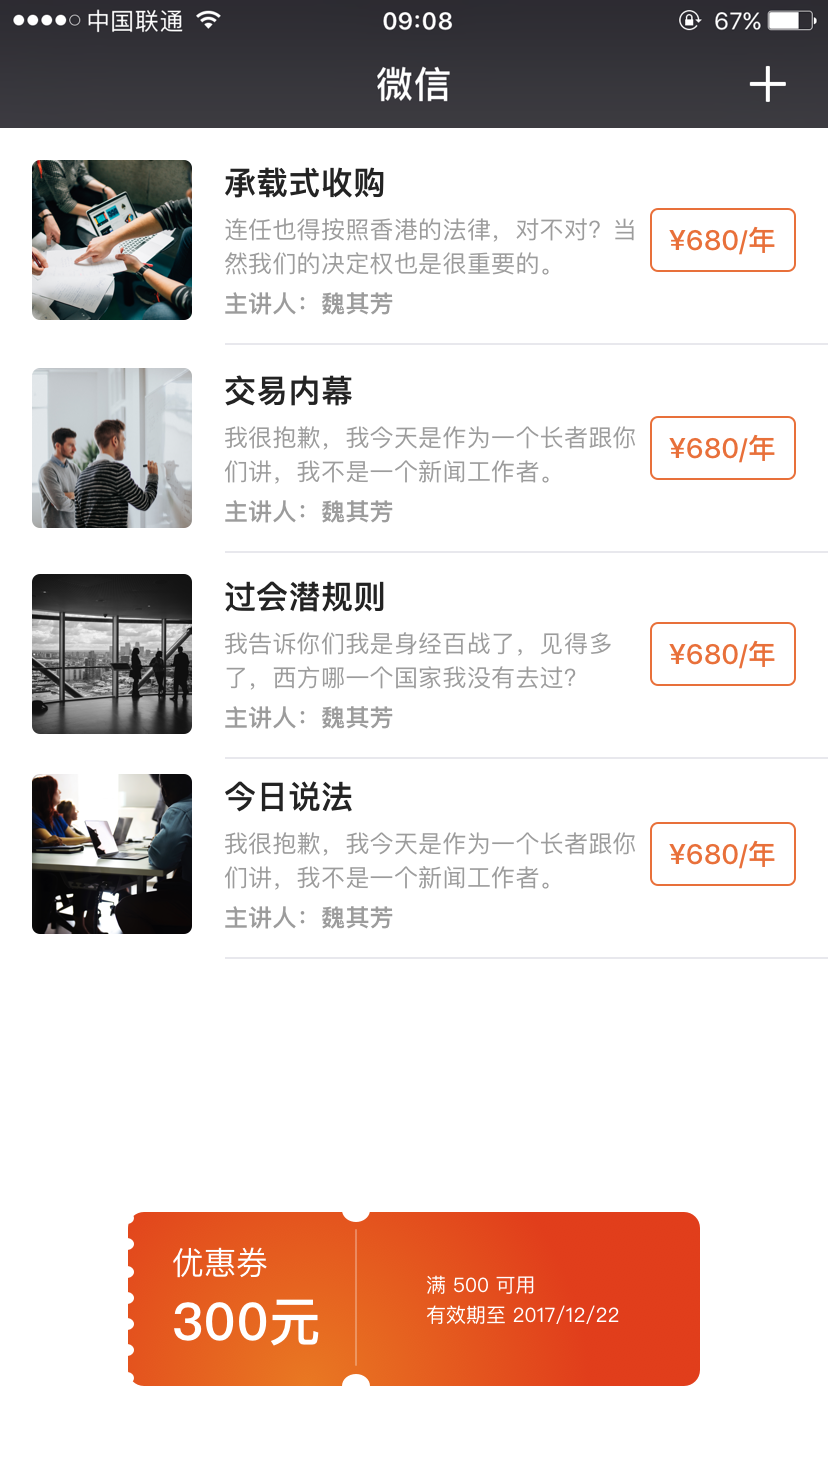 中国联通
09:08
67%
微信
承载式收购
连任也得按照香港的法律，对不对？当
然我们的决定权也是很重要的。
主讲人：魏其芳
¥680/年
交易内幕
我很抱歉，我今天是作为一个长者跟你
们讲，我不是一个新闻工作者。
主讲人：魏其芳
¥680/年
过会潜规则
我告诉你们我是身经百战了，见得多
了，西方哪一个国家我没有去过？
主讲人：魏其芳
¥680/年
今日说法
我很抱歉，我今天是作为一个长者跟你
们讲，我不是一个新闻工作者。
主讲人：魏其芳
¥680/年
优惠券
300元
满 500 可用
有效期至 2017/12/22